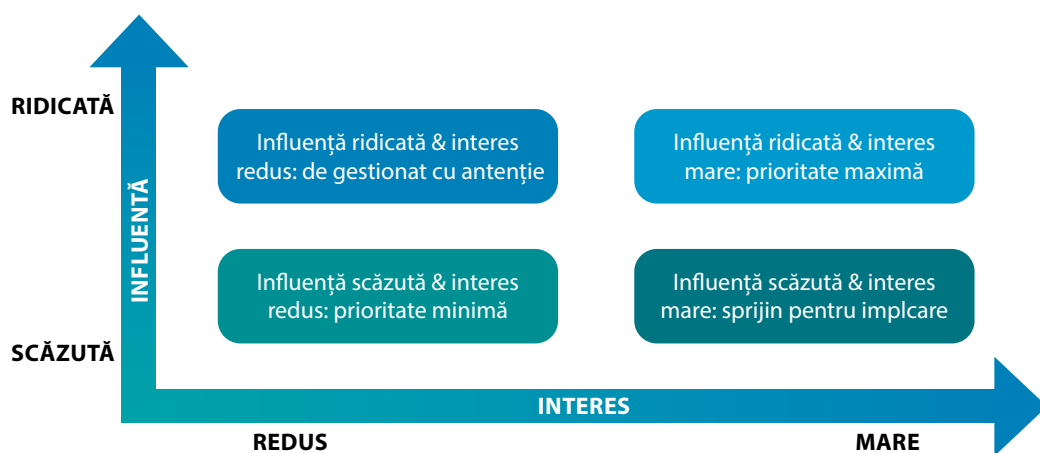 RIDICATĂ
Influență ridicată & interes
redus: de gestionat cu antenție
Influență ridicată & interes
mare: prioritate maximă
INFLUENȚĂ
Influență scăzută & interes
redus: prioritate minimă
Influență scăzută & interes
mare: sprijin pentru implcare
SCĂZUTĂ
INTERES
REDUS
MARE